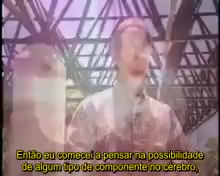 Então eu comecei a pensar na possibilidade
de algum tipo de componente no cérebro,